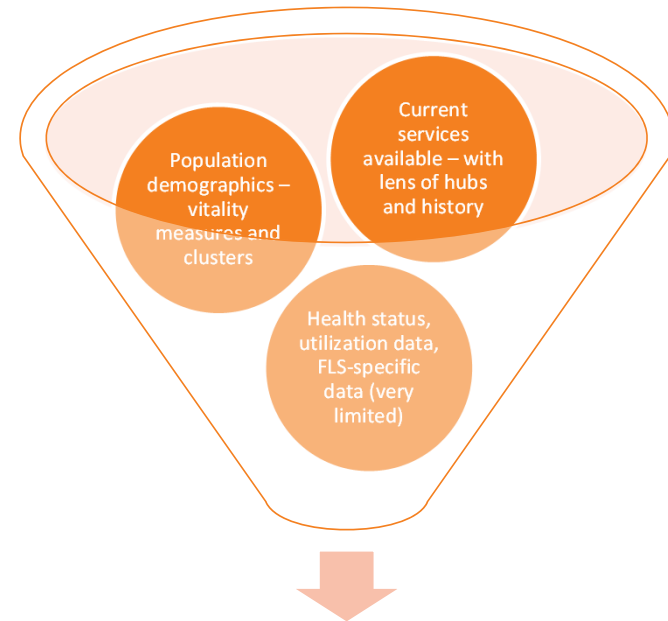 Population
demographics –
vitality
measures and
clusters
Current
services
available – with
lens of hubs
and history
Health status,
utilization data,
FLS-specific
data (very
limited)